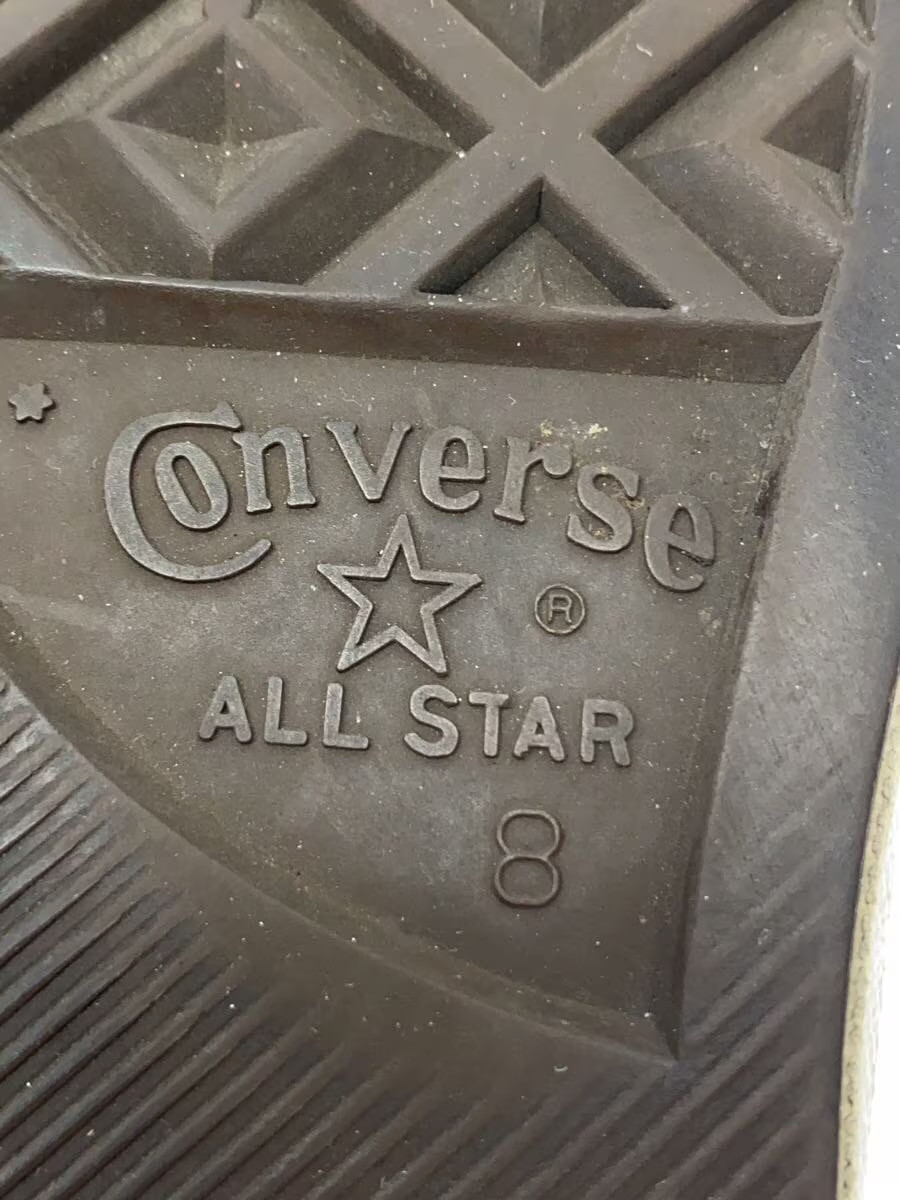 Converse
®
ALL STAR
8